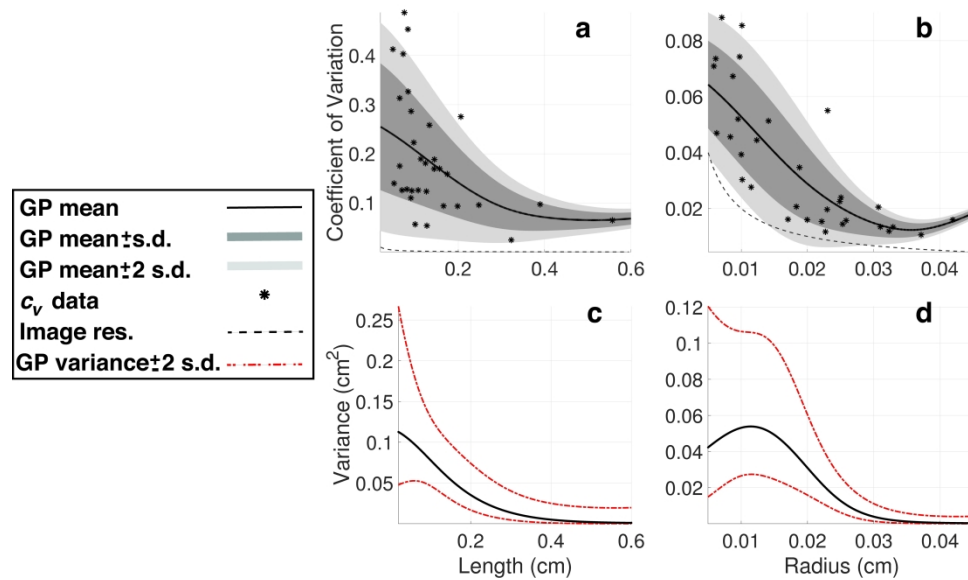 GP mean
GP mean±s.d.
GP mean±2 s.d.
cᵥ data
Image res.
GP variance±2 s.d.
a
Coefficient of Variation
0.4
0.3
0.2
0.1
0.2 0.4 0.6
b
0.08
0.06
0.04
0.02
0.01 0.02 0.03 0.04
c
Variance (cm²)
0.25
0.2
0.15
0.1
0.05
0.2 0.4 0.6
Length (cm)
d
0.12
0.1
0.08
0.06
0.04
0.02
0.01 0.02 0.03 0.04
Radius (cm)